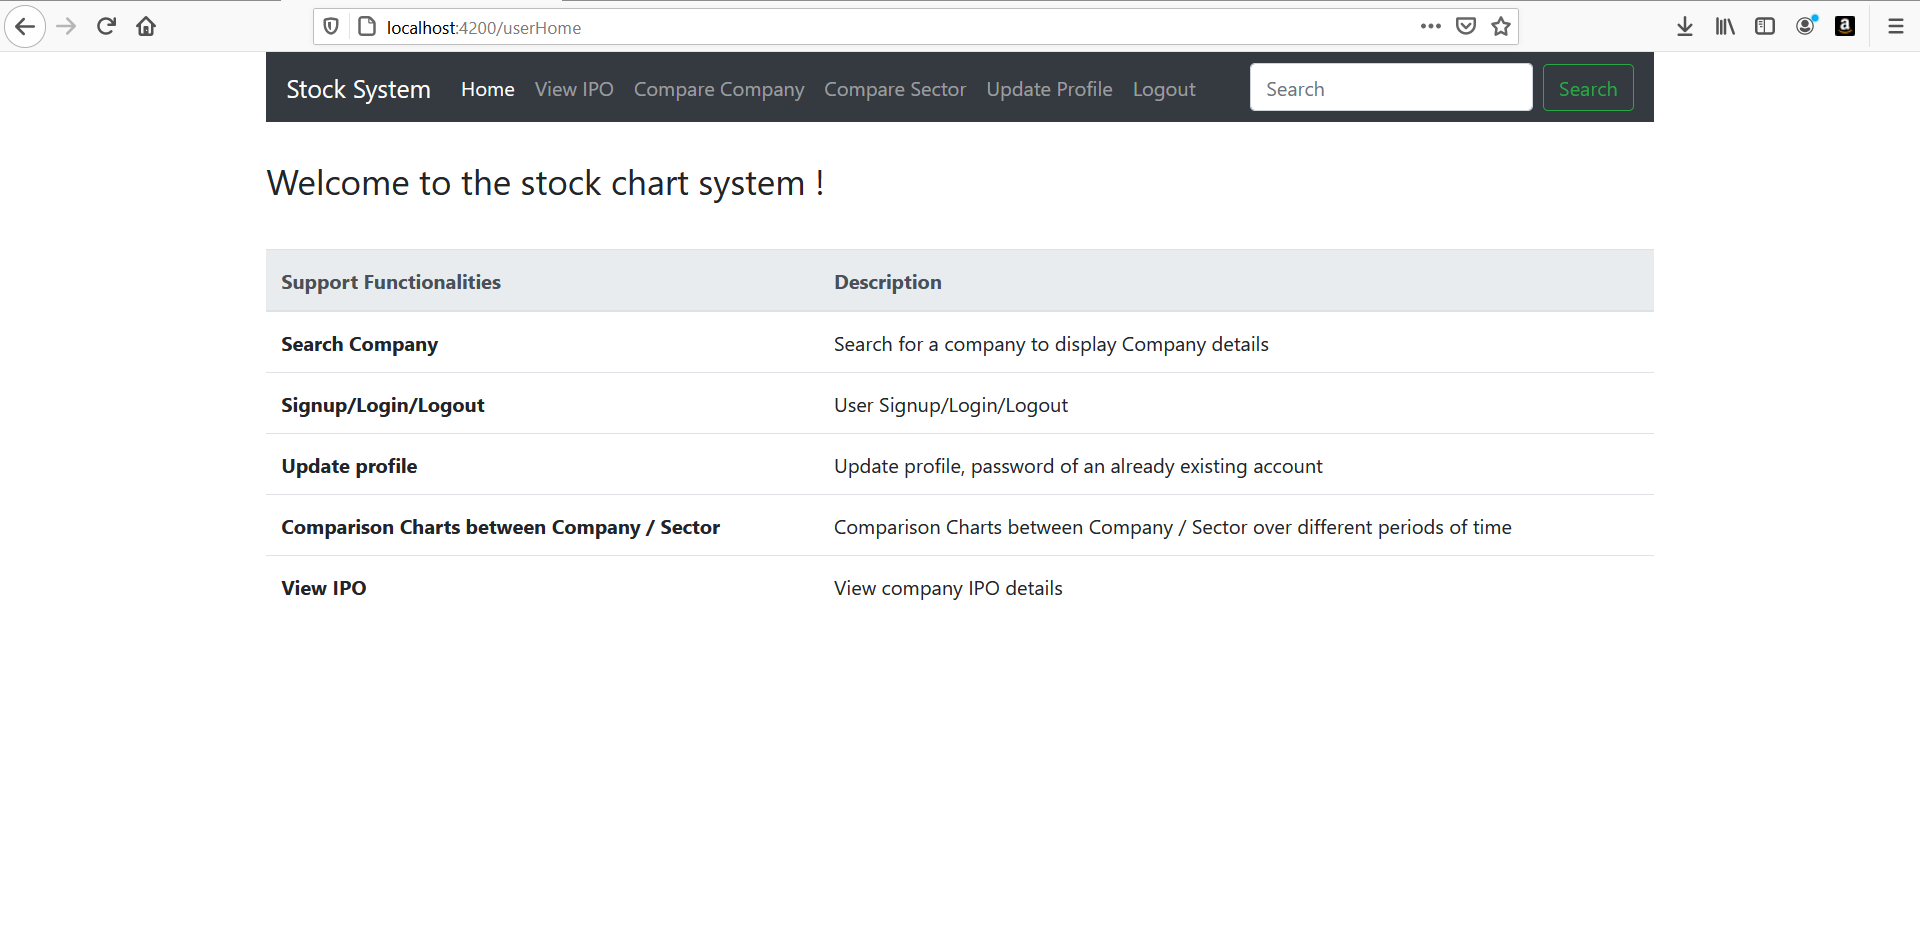 localhost:4200/userHome
Stock System Home View IPO Compare Company Compare Sector Update Profile Logout Search Search
Welcome to the stock chart system !
Support Functionalities Description
Search Company Search for a company to display Company details
Signup/Login/Logout User Signup/Login/Logout
Update profile Update profile, password of an already existing account
Comparison Charts between Company / Sector Comparison Charts between Company / Sector over different periods of time
View IPO View company IPO details